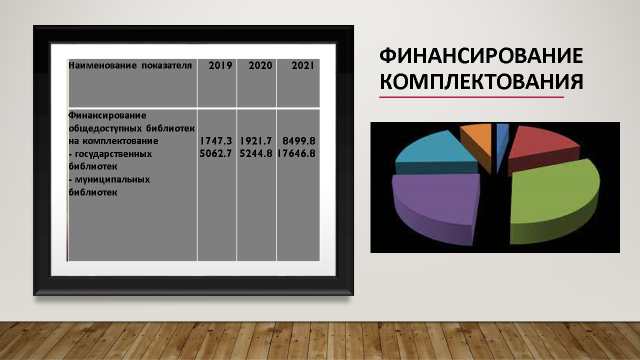 ФИНАНСИРОВАНИЕ
КОМПЛЕКТОВАНИЯ
Наименование показателя 2019 2020 2021
Финансирование
общедоступных библиотек
на комплектование 1747.3 1921.7 8499.8
- государственных 5062.7 5244.8 17646.8
библиотек
- муниципальных
библиотек